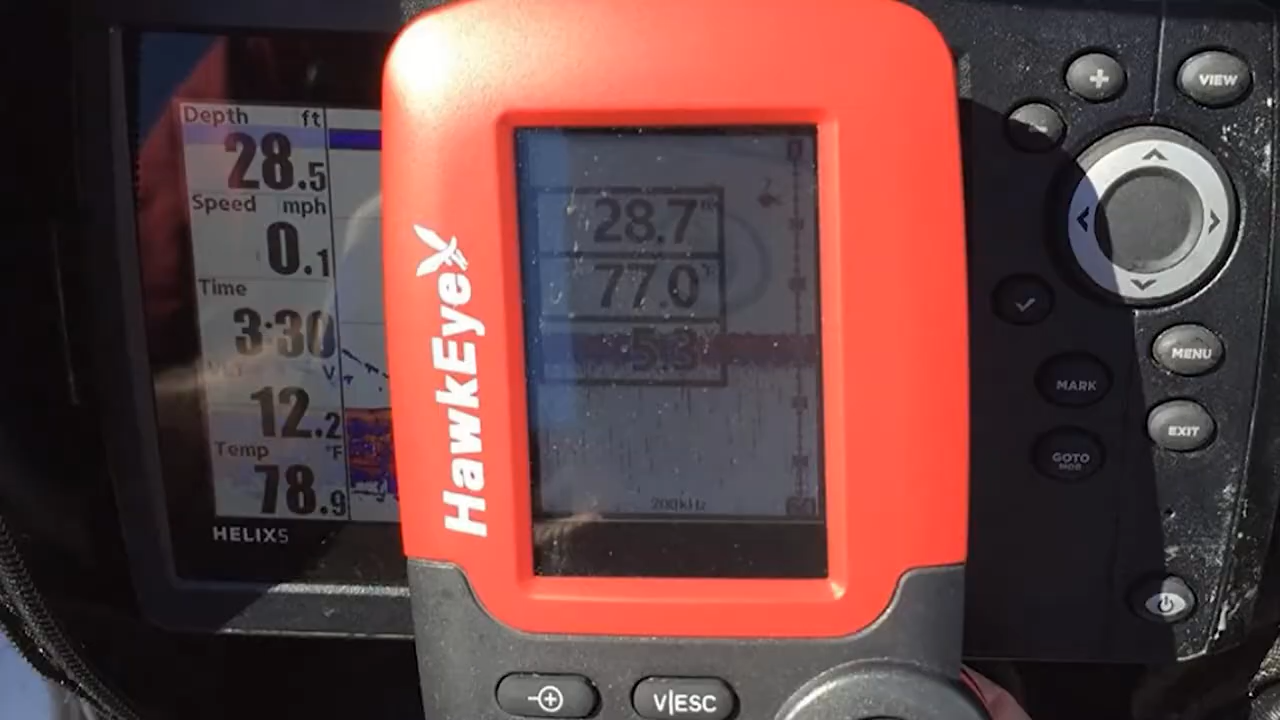 Depth ft
28.5
Speed mph
0.1
Time
3:30
V
12.2
Temp °F
78.9
HELIX5
HawkEye
28.7
77.0
5.3
200kHz
V|ESC
VIEW
MENU
MARK
EXIT
GOTO
MOB